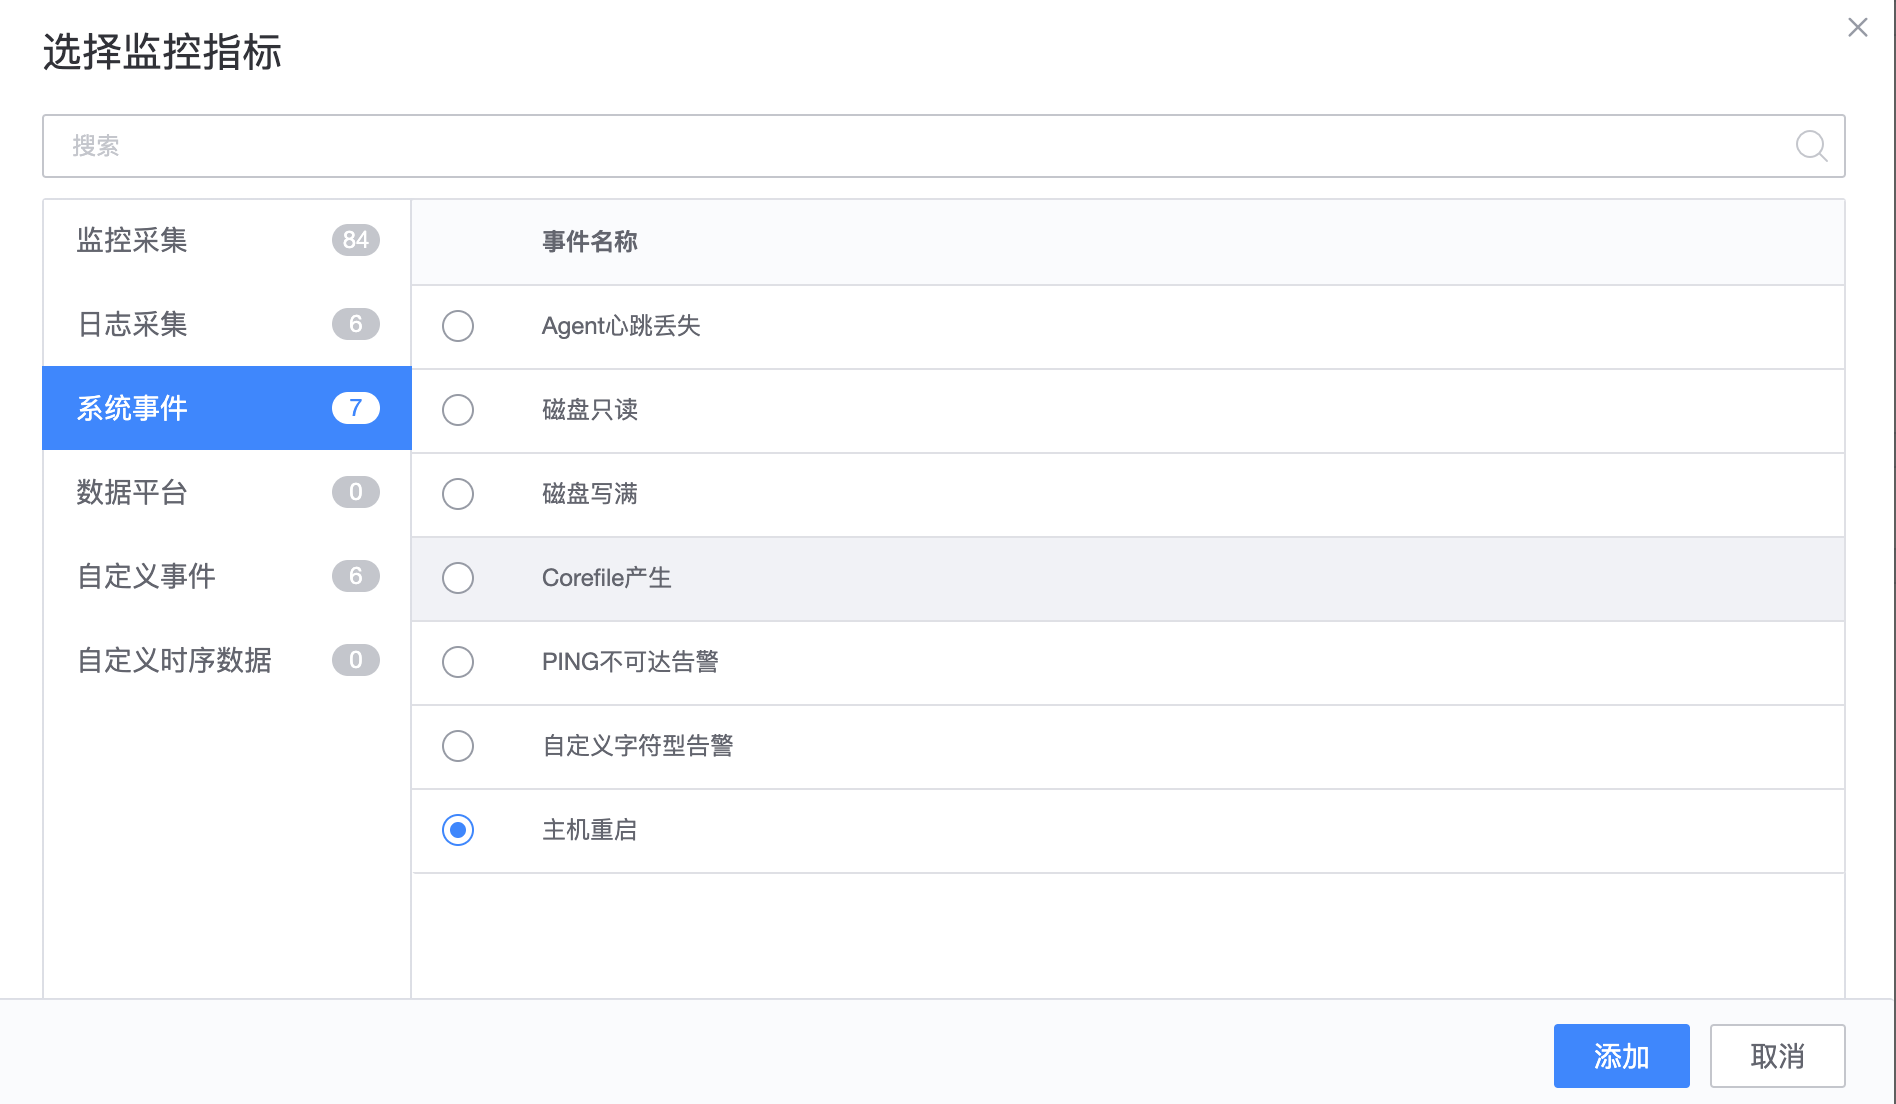 选择监控指标
搜索
监控采集 84
日志采集 6
系统事件 7
数据平台 0
自定义事件 6
自定义时序数据 0
事件名称
Agent心跳丢失
磁盘只读
磁盘写满
Corefile产生
PING不可达告警
自定义字符型告警
主机重启
添加 取消